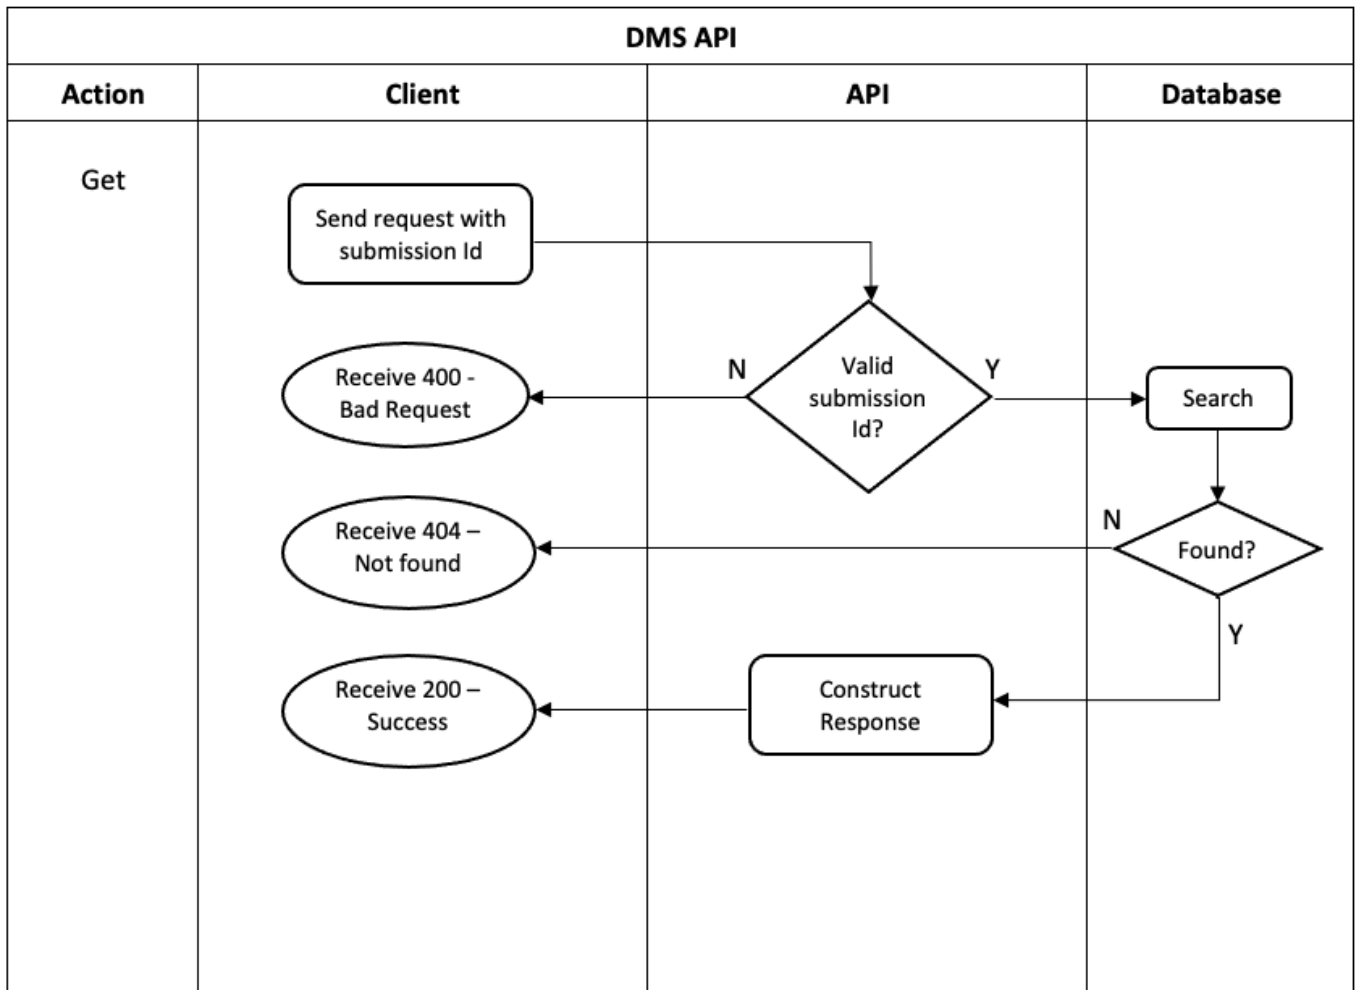 DMS API
Action
Client
API
Database
Get
Send request with
submission Id
Receive 400 -
Bad Request
N
Valid
submission
Id?
Y
Search
Receive 404 –
Not found
N
Found?
Y
Receive 200 –
Success
Construct
Response